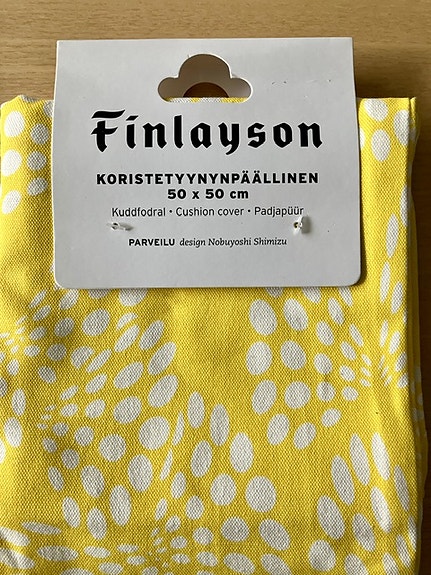 Finlayson
KORISTETYYNYNPÄÄLLINEN
50 x 50 cm
Kuddfodral • Cushion cover • Padjapüür
PARVEILU design Nobuyoshi Shimizu